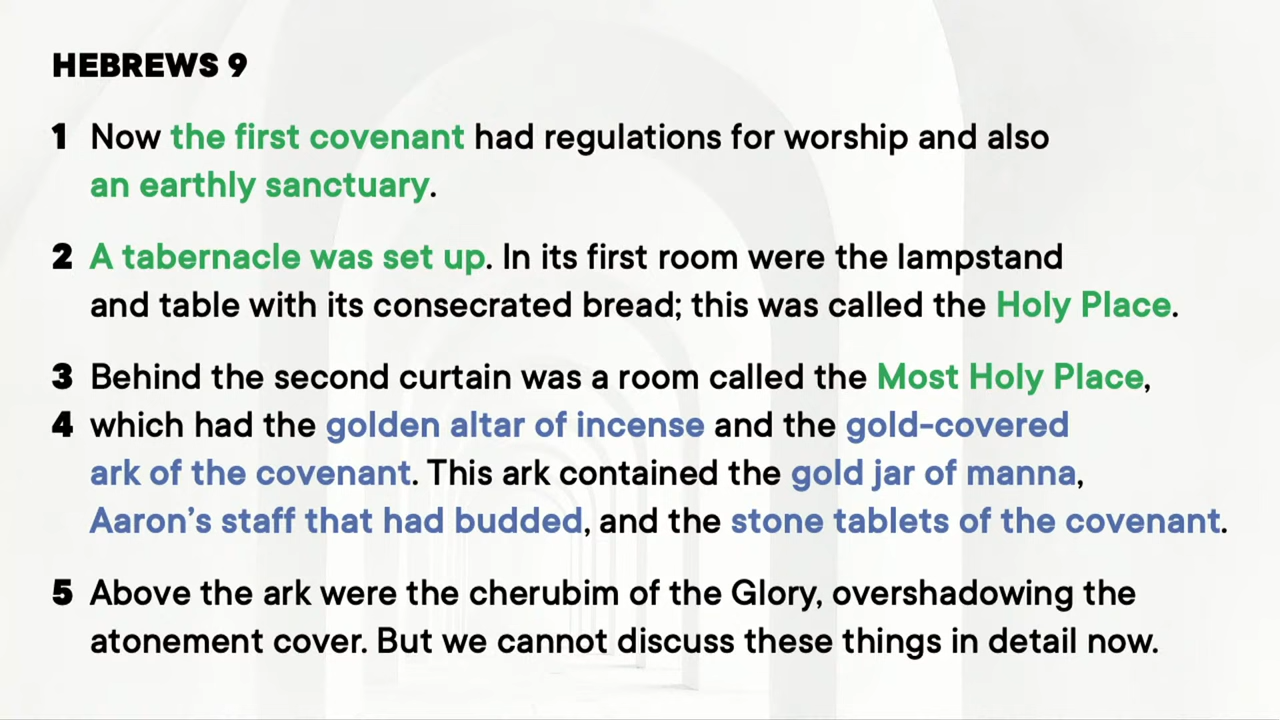 HEBREWS 9
1 Now the first covenant had regulations for worship and also
an earthly sanctuary.
2 A tabernacle was set up. In its first room were the lampstand
and table with its consecrated bread; this was called the Holy Place.
3 Behind the second curtain was a room called the Most Holy Place,
4 which had the golden altar of incense and the gold-covered
ark of the covenant. This ark contained the gold jar of manna,
Aaron’s staff that had budded, and the stone tablets of the covenant.
5 Above the ark were the cherubim of the Glory, overshadowing the
atonement cover. But we cannot discuss these things in detail now.